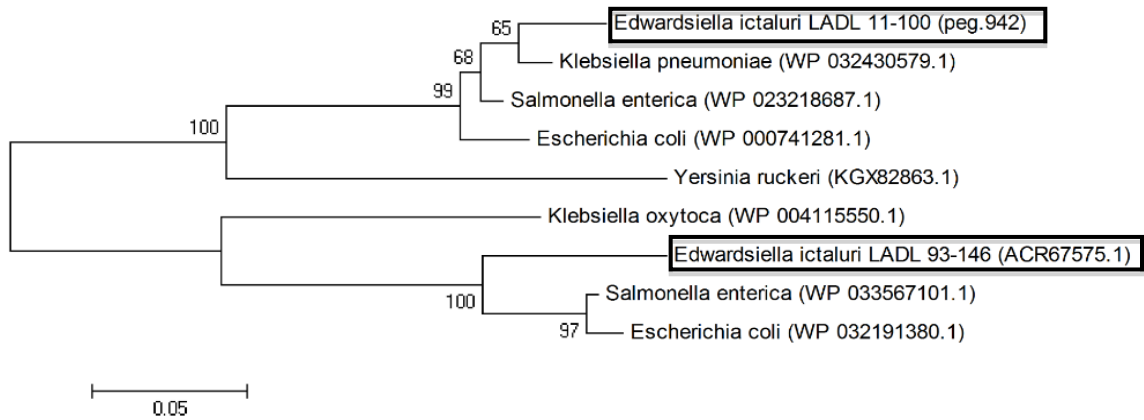 65
Edwardsiella ictaluri LADL 11-100 (peg.942)
68
Klebsiella pneumoniae (WP 032430579.1)
99
Salmonella enterica (WP 023218687.1)
100
Escherichia coli (WP 000741281.1)
Yersinia ruckeri (KGX82863.1)
Klebsiella oxytoca (WP 004115550.1)
Edwardsiella ictaluri LADL 93-146 (ACR67575.1)
100
Salmonella enterica (WP 033567101.1)
97
Escherichia coli (WP 032191380.1)
0.05